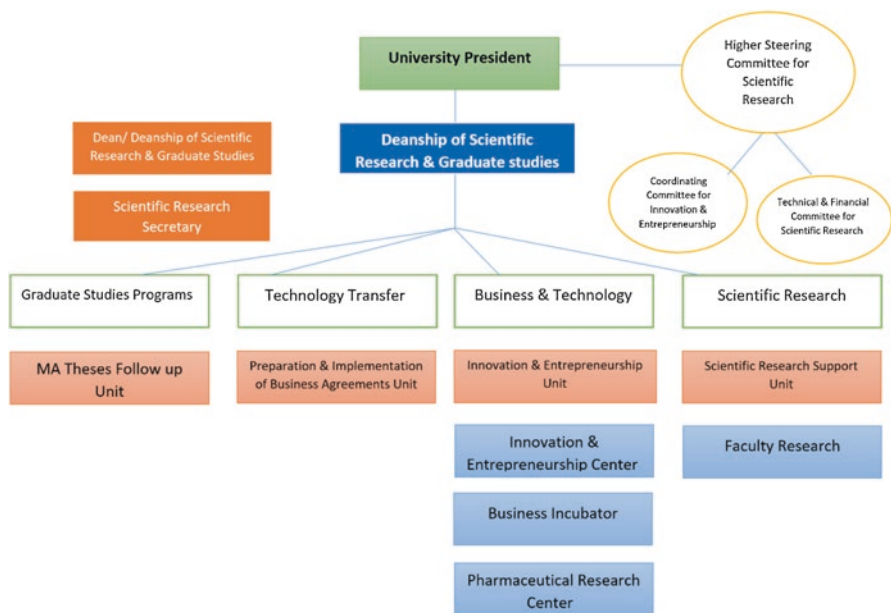 University President
Higher Steering
Committee for
Scientific
Research
Dean/ Deanship of Scientific
Research & Graduate Studies
Deanship of Scientific
Research & Graduate studies
Scientific Research
Secretary
Coordinating
Committee for
Innovation &
Entrepreneurship
Technical & Financial
Committee for
Scientific Research
Graduate Studies Programs
Technology Transfer
Business & Technology
Scientific Research
MA Theses Follow up
Unit
Preparation & Implementation
of Business Agreements Unit
Innovation & Entrepreneurship
Unit
Scientific Research Support
Unit
Innovation &
Entrepreneurship Center
Faculty Research
Business Incubator
Pharmaceutical Research
Center